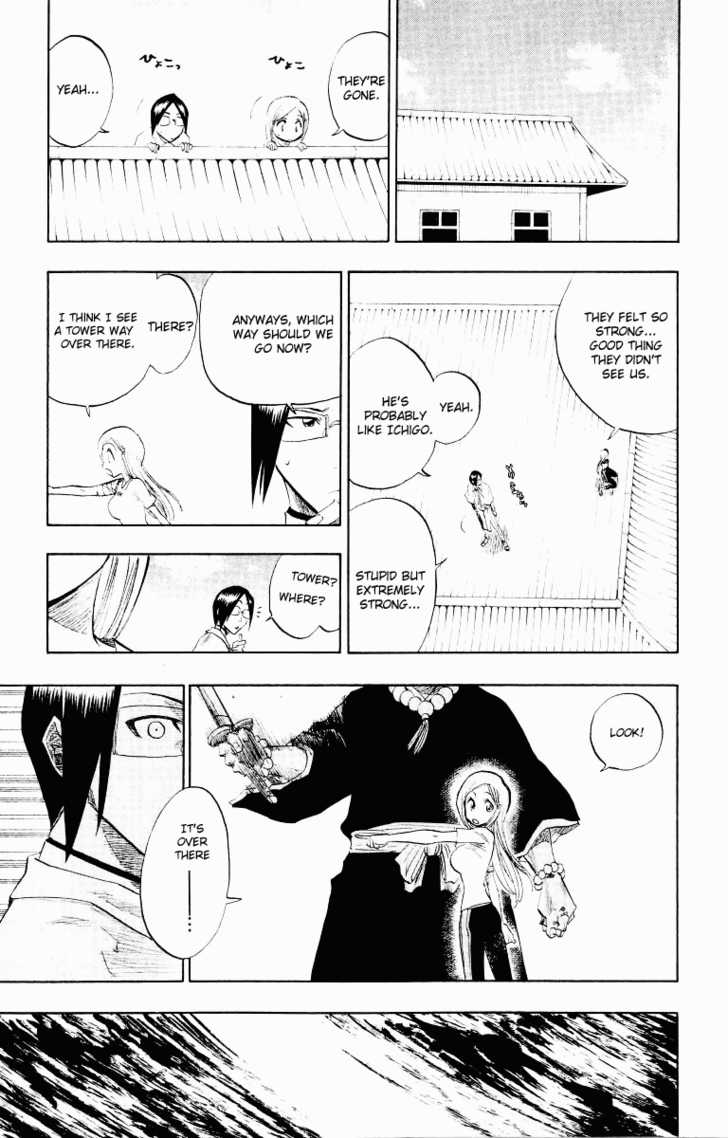 THEY'RE
GONE.
ひょこ
ひょこっ
YEAH...
THEY FELT SO
STRONG...
GOOD THING
THEY DIDN'T
SEE US.
YEAH.
HE'S
PROBABLY
LIKE ICHIGO.
STUPID BUT
EXTREMELY
STRONG...
ANYWAYS, WHICH
WAY SHOULD WE
GO NOW?
THERE?
I THINK I SEE
A TOWER WAY
OVER THERE.
TOWER?
WHERE?
LOOK!
IT'S
OVER
THERE